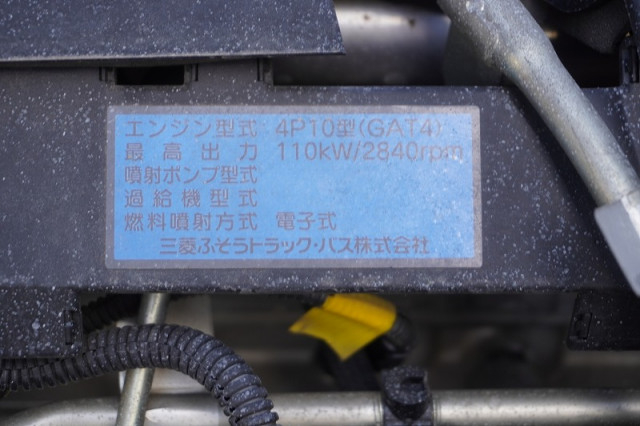 エンジン型式 4P10型(GAT4)
最高出力 110kW/2840rpm
噴射ポンプ型式
過給機型式
燃料噴射方式 電子式
三菱ふそうトラック・バス株式会社